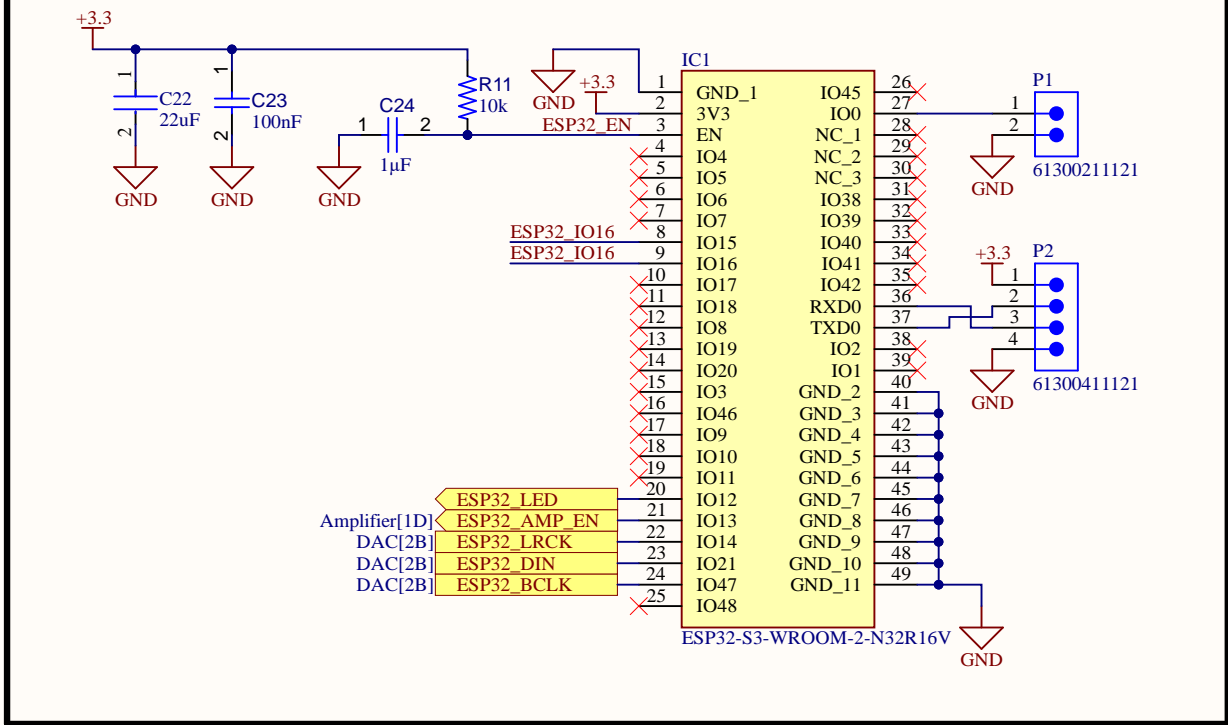 +3.3
1
C22
22uF
2
GND
1
C23
100nF
2
GND
R11
10k
C24
1
2
1µF
GND
ESP32_EN
GND
+3.3
IC1
1 GND_1
2 3V3
3 EN
4 IO4
5 IO5
6 IO6
7 IO7
ESP32_IO16 8 IO15
ESP32_IO16 9 IO16
10 IO17
11 IO18
12 IO8
13 IO19
14 IO20
15 IO3
16 IO46
17 IO9
18 IO10
19 IO11
ESP32_LED 20 IO12
Amplifier[1D] ESP32_AMP_EN 21 IO13
DAC[2B] ESP32_LRCK 22 IO14
DAC[2B] ESP32_DIN 23 IO21
DAC[2B] ESP32_BCLK 24 IO47
25 IO48
IO45 26
IO0 27
NC_1 28
NC_2 29
NC_3 30
IO38 31
IO39 32
IO40 33
IO41 34
IO42 35
RXD0 36
TXD0 37
IO2 38
IO1 39
GND_2 40
GND_3 41
GND_4 42
GND_5 43
GND_6 44
GND_7 45
GND_8 46
GND_9 47
GND_10 48
GND_11 49
ESP32-S3-WROOM-2-N32R16V
GND
P1
1
2
GND
61300211121
P2
+3.3
1
2
3
4
GND
61300411121